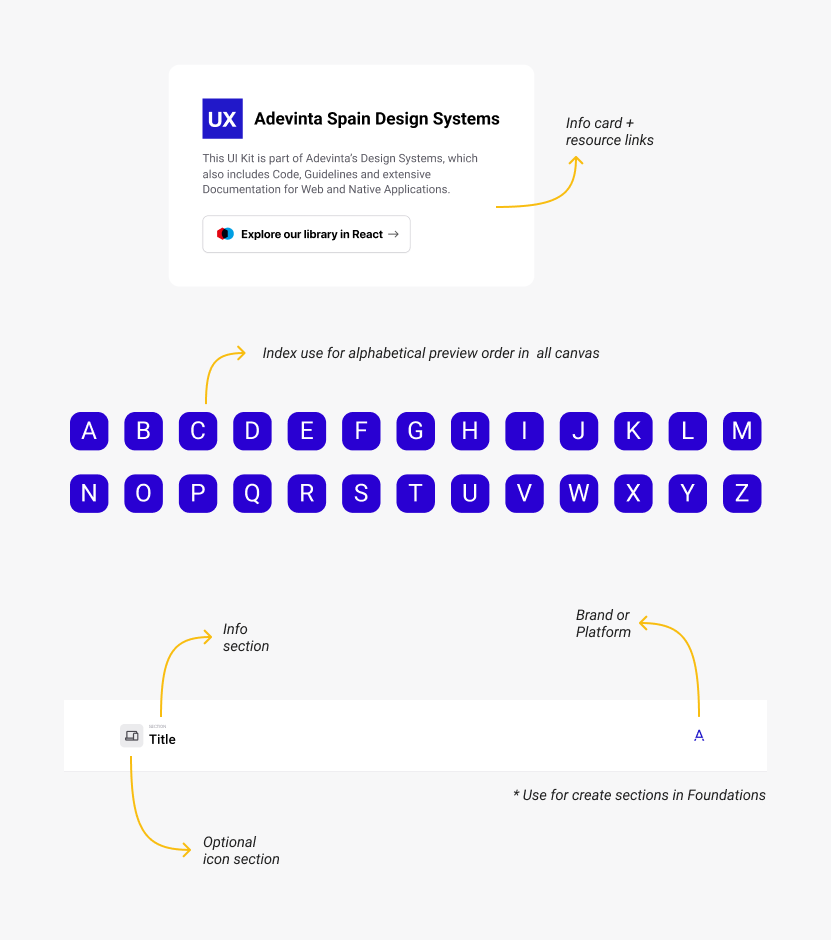 UX Adevinta Spain Design Systems
This UI Kit is part of Adevinta's Design Systems, which
also includes Code, Guidelines and extensive
Documentation for Web and Native Applications.
Explore our library in React →
Info card +
resource links
Index use for alphabetical preview order in  all canvas
A B C D E F G H I J K L M
N O P Q R S T U V W X Y Z
Info
section
Brand or
Platform
SECTION
Title
A
* Use for create sections in Foundations
Optional
icon section